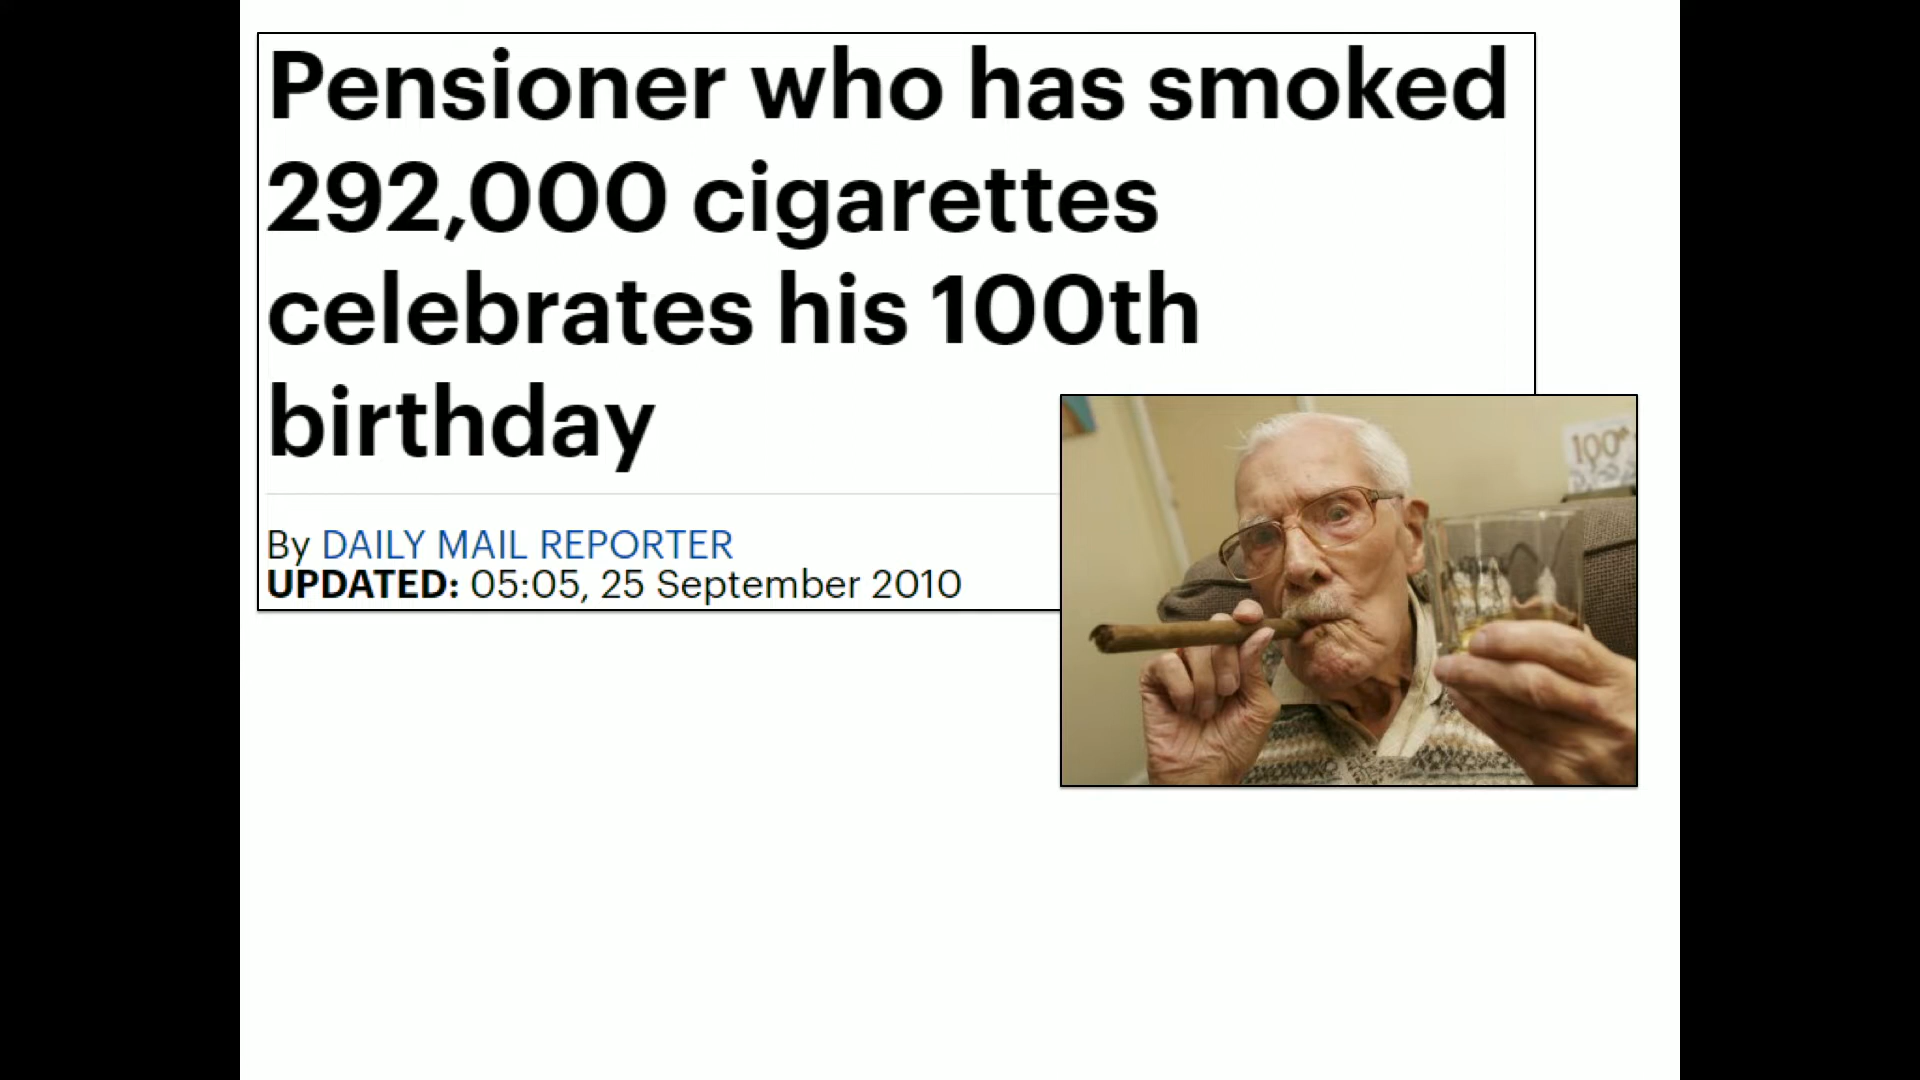 Pensioner who has smoked
292,000 cigarettes
celebrates his 100th
birthday
By DAILY MAIL REPORTER
UPDATED: 05:05, 25 September 2010
100th